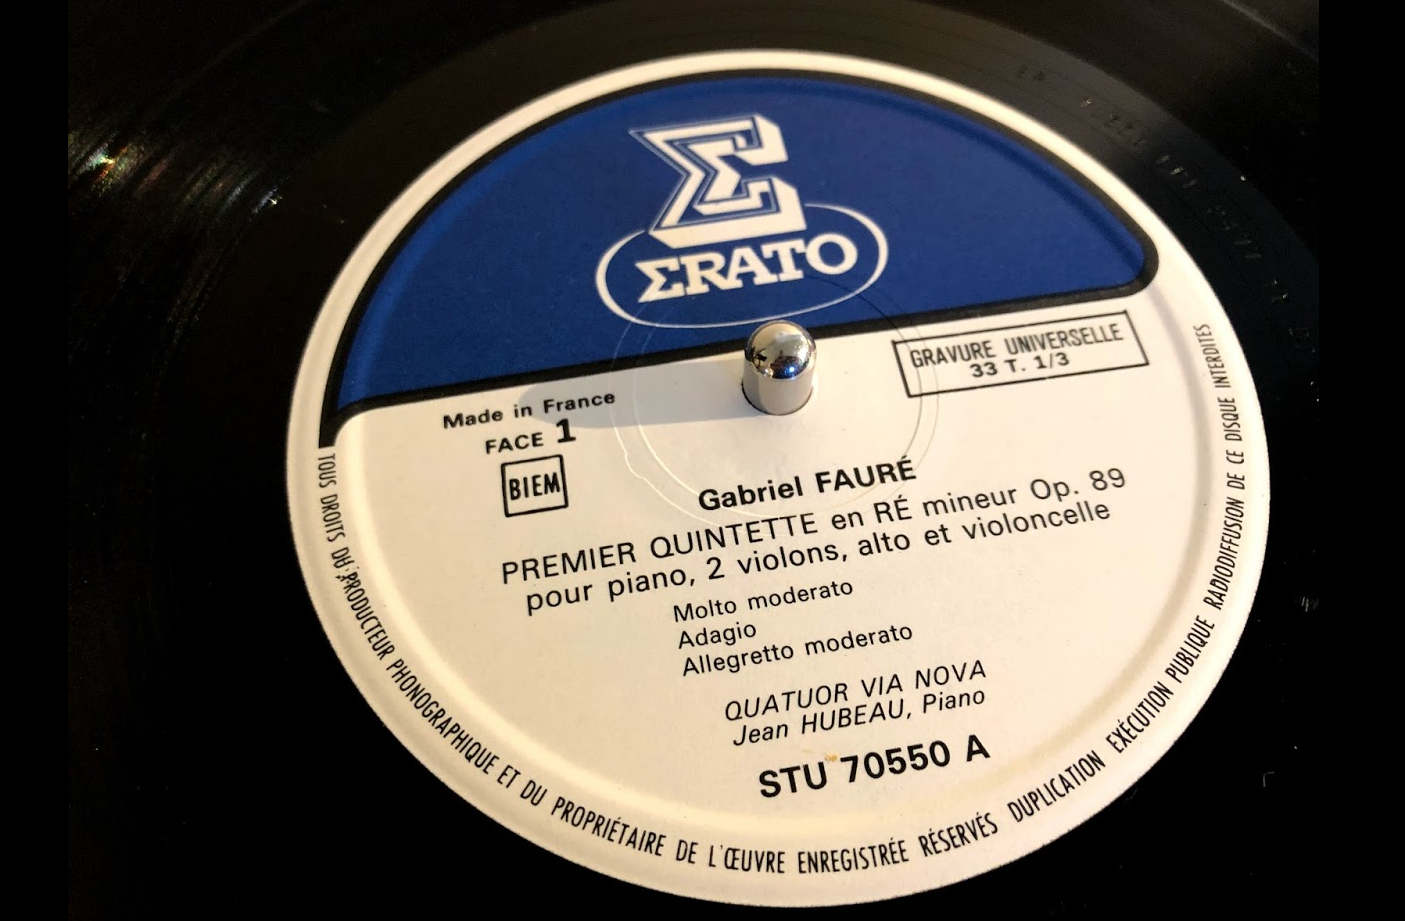 ΣRATO
GRAVURE UNIVERSELLE
33 T. 1/3
Made in France
FACE 1
BIEM
Gabriel FAURÉ
PREMIER QUINTETTE en RÉ mineur Op. 89
pour piano, 2 violons, alto et violoncelle
Molto moderato
Adagio
Allegretto moderato
QUATUOR VIA NOVA
Jean HUBEAU, Piano
STU 70550 A
TOUS DROITS DU PRODUCTEUR PHONOGRAPHIQUE ET DU PROPRIÉTAIRE DE L'ŒUVRE ENREGISTRÉE RÉSERVÉS DUPLICATION EXÉCUTION PUBLIQUE RADIODIFFUSION DE CE DISQUE INTERDITES